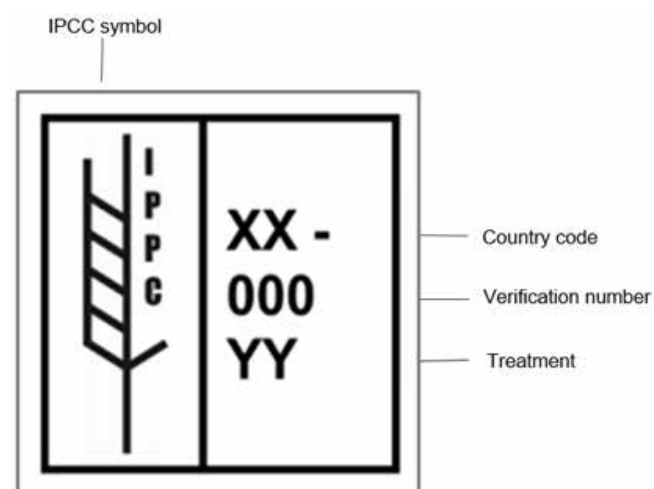 IPCC symbol
I
P
P
C
XX -
000
YY
Country code
Verification number
Treatment